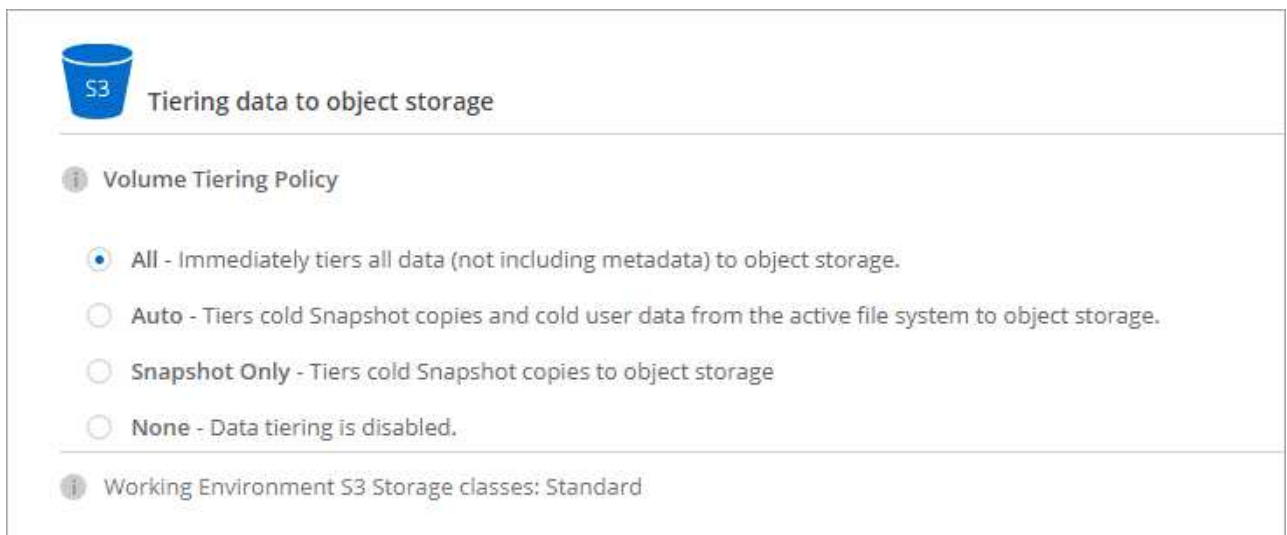 S3
Tiering data to object storage
Volume Tiering Policy
All - Immediately tiers all data (not including metadata) to object storage.
Auto - Tiers cold Snapshot copies and cold user data from the active file system to object storage.
Snapshot Only - Tiers cold Snapshot copies to object storage
None - Data tiering is disabled.
Working Environment S3 Storage classes: Standard